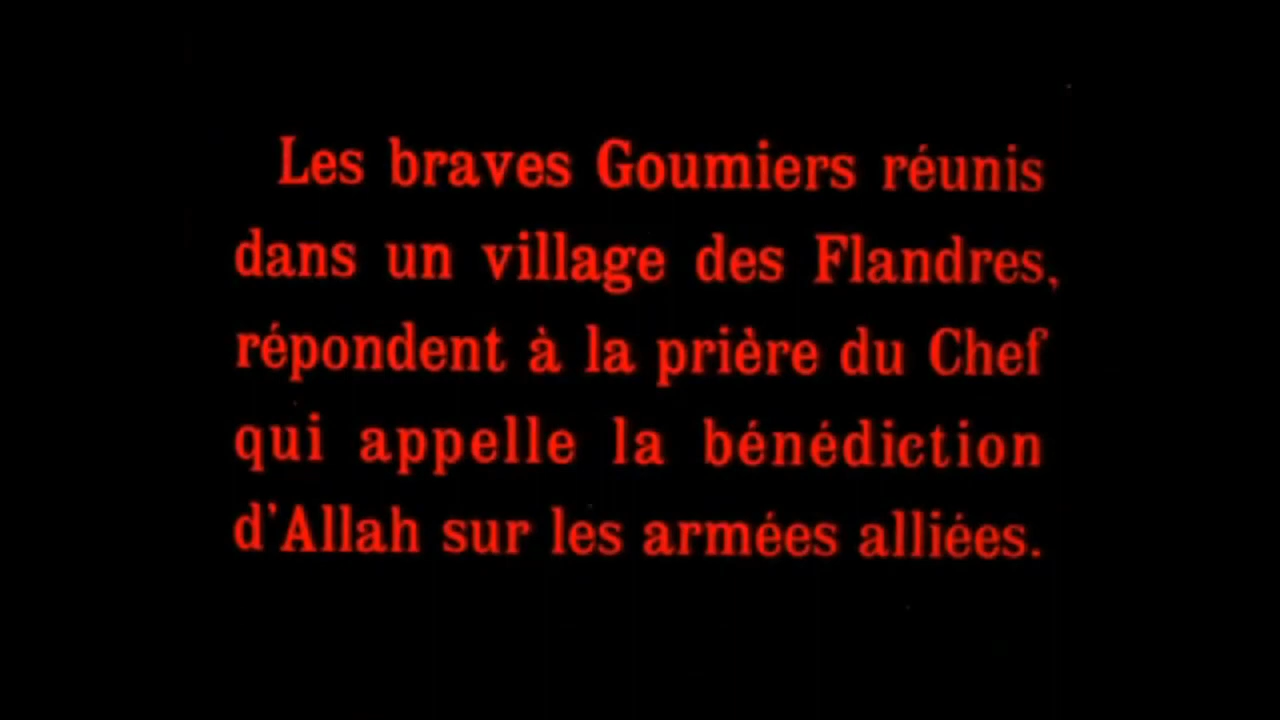 Les braves Goumiers réunis
dans un village des Flandres,
répondent à la prière du Chef
qui appelle la bénédiction
d'Allah sur les armées alliées.